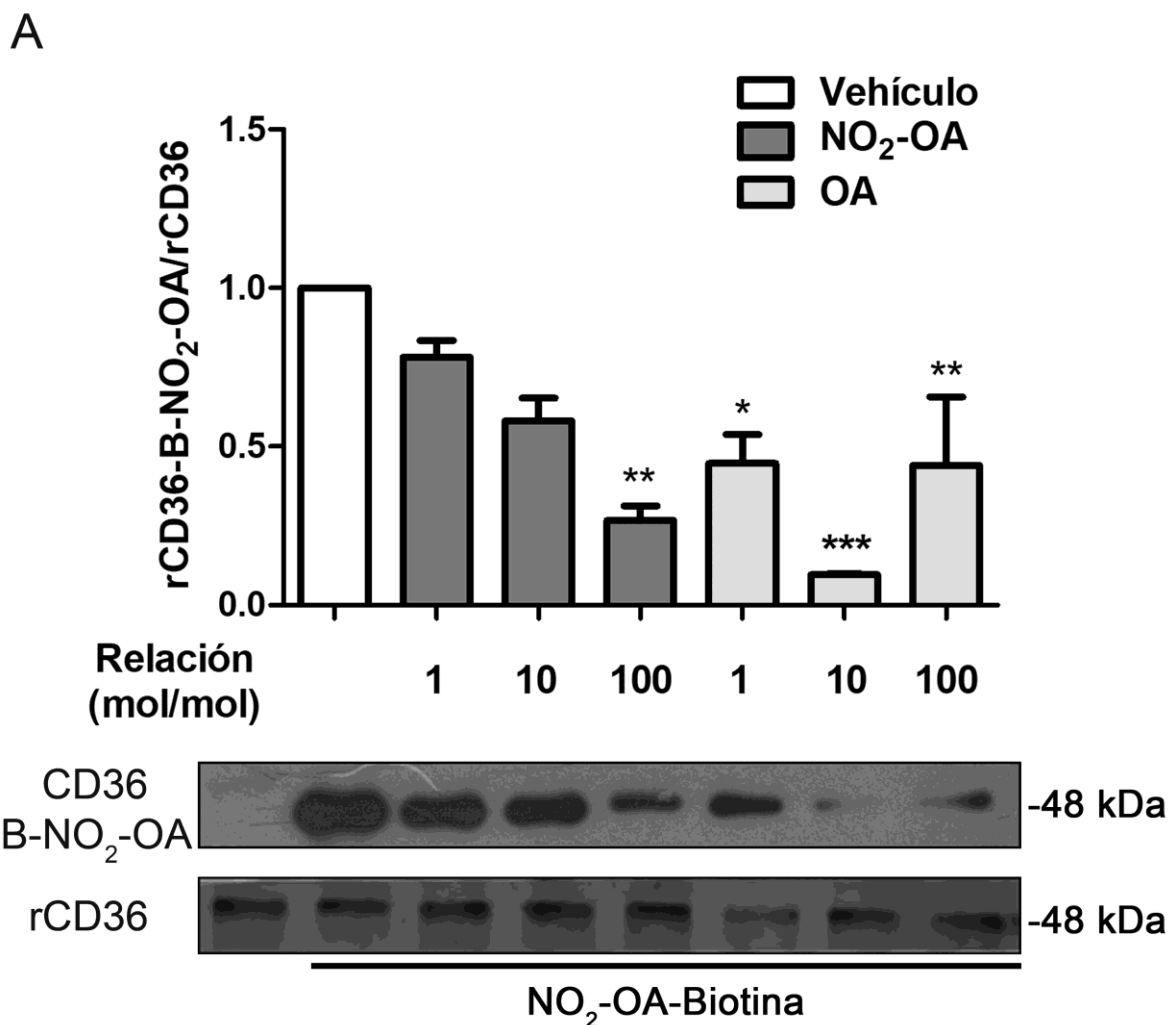 A
Vehículo
NO₂-OA
OA
rCD36-B-NO₂-OA/rCD36
1.5
1.0
0.5
0.0
** * *** **
Relación
(mol/mol)
1 10 100 1 10 100
CD36
B-NO₂-OA
-48 kDa
rCD36
-48 kDa
NO₂-OA-Biotina